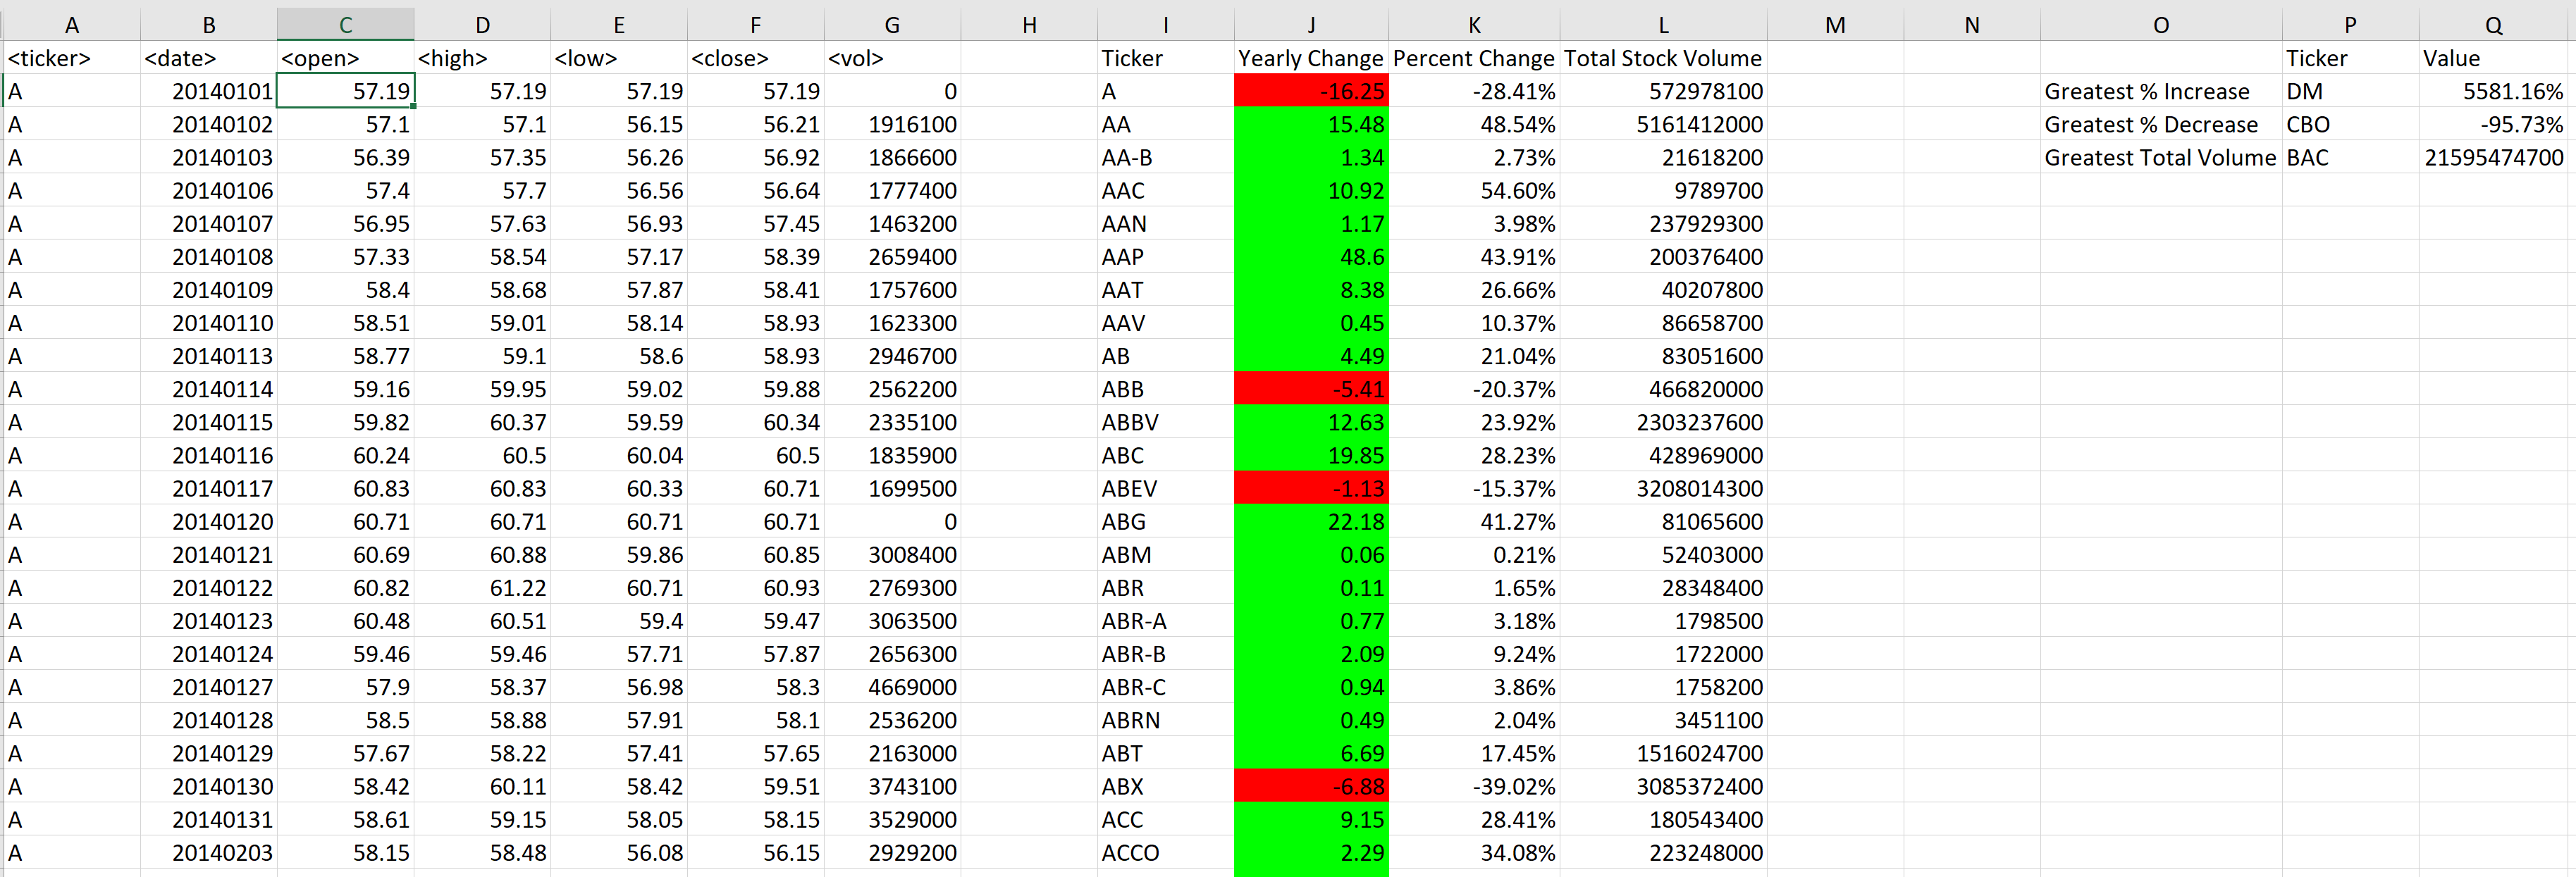 A B C D E F G H I J K L M N O P Q
<ticker> <date> <open> <high> <low> <close> <vol> Ticker Yearly Change Percent Change Total Stock Volume Ticker Value
A 20140101 57.19 57.19 57.19 57.19 0 A -16.25 -28.41% 572978100 Greatest % Increase DM 5581.16%
A 20140102 57.1 57.1 56.15 56.21 1916100 AA 15.48 48.54% 5161412000 Greatest % Decrease CBO -95.73%
A 20140103 56.39 57.35 56.26 56.92 1866600 AA-B 1.34 2.73% 21618200 Greatest Total Volume BAC 21595474700
A 20140106 57.4 57.7 56.56 56.64 1777400 AAC 10.92 54.60% 9789700
A 20140107 56.95 57.63 56.93 57.45 1463200 AAN 1.17 3.98% 237929300
A 20140108 57.33 58.54 57.17 58.39 2659400 AAP 48.6 43.91% 200376400
A 20140109 58.4 58.68 57.87 58.41 1757600 AAT 8.38 26.66% 40207800
A 20140110 58.51 59.01 58.14 58.93 1623300 AAV 0.45 10.37% 86658700
A 20140113 58.77 59.1 58.6 58.93 2946700 AB 4.49 21.04% 83051600
A 20140114 59.16 59.95 59.02 59.88 2562200 ABB -5.41 -20.37% 466820000
A 20140115 59.82 60.37 59.59 60.34 2335100 ABBV 12.63 23.92% 2303237600
A 20140116 60.24 60.5 60.04 60.5 1835900 ABC 19.85 28.23% 428969000
A 20140117 60.83 60.83 60.33 60.71 1699500 ABEV -1.13 -15.37% 3208014300
A 20140120 60.71 60.71 60.71 60.71 0 ABG 22.18 41.27% 81065600
A 20140121 60.69 60.88 59.86 60.85 3008400 ABM 0.06 0.21% 52403000
A 20140122 60.82 61.22 60.71 60.93 2769300 ABR 0.11 1.65% 28348400
A 20140123 60.48 60.51 59.4 59.47 3063500 ABR-A 0.77 3.18% 1798500
A 20140124 59.46 59.46 57.71 57.87 2656300 ABR-B 2.09 9.24% 1722000
A 20140127 57.9 58.37 56.98 58.3 4669000 ABR-C 0.94 3.86% 1758200
A 20140128 58.5 58.88 57.91 58.1 2536200 ABRN 0.49 2.04% 3451100
A 20140129 57.67 58.22 57.41 57.65 2163000 ABT 6.69 17.45% 1516024700
A 20140130 58.42 60.11 58.42 59.51 3743100 ABX -6.88 -39.02% 3085372400
A 20140131 58.61 59.15 58.05 58.15 3529000 ACC 9.15 28.41% 180543400
A 20140203 58.15 58.48 56.08 56.15 2929200 ACCO 2.29 34.08% 223248000